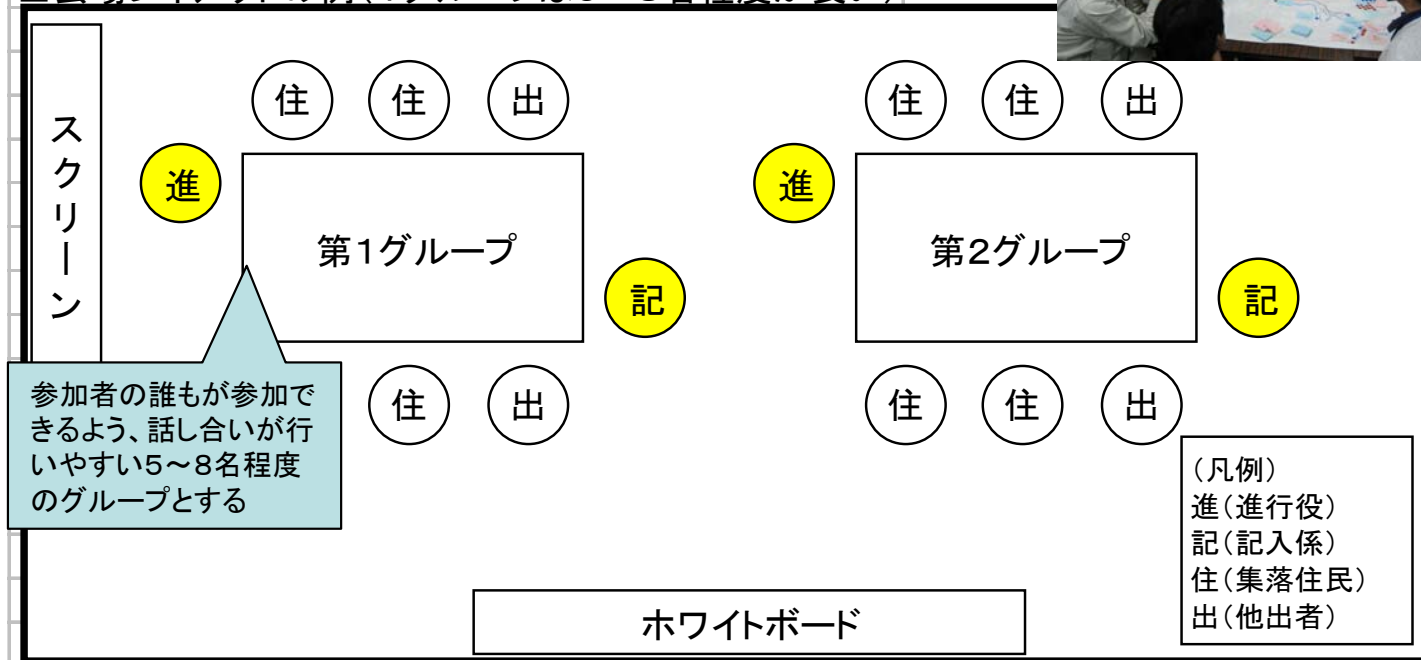 スクリーン
住 住 出
進
第1グループ
記
住 出
住 住 出
進
第2グループ
記
住 住 出
参加者の誰もが参加で
きるよう、話し合いが行
いやすい5~8名程度
のグループとする
(凡例)
進(進行役)
記(記入係)
住(集落住民)
出(他出者)
ホワイトボード